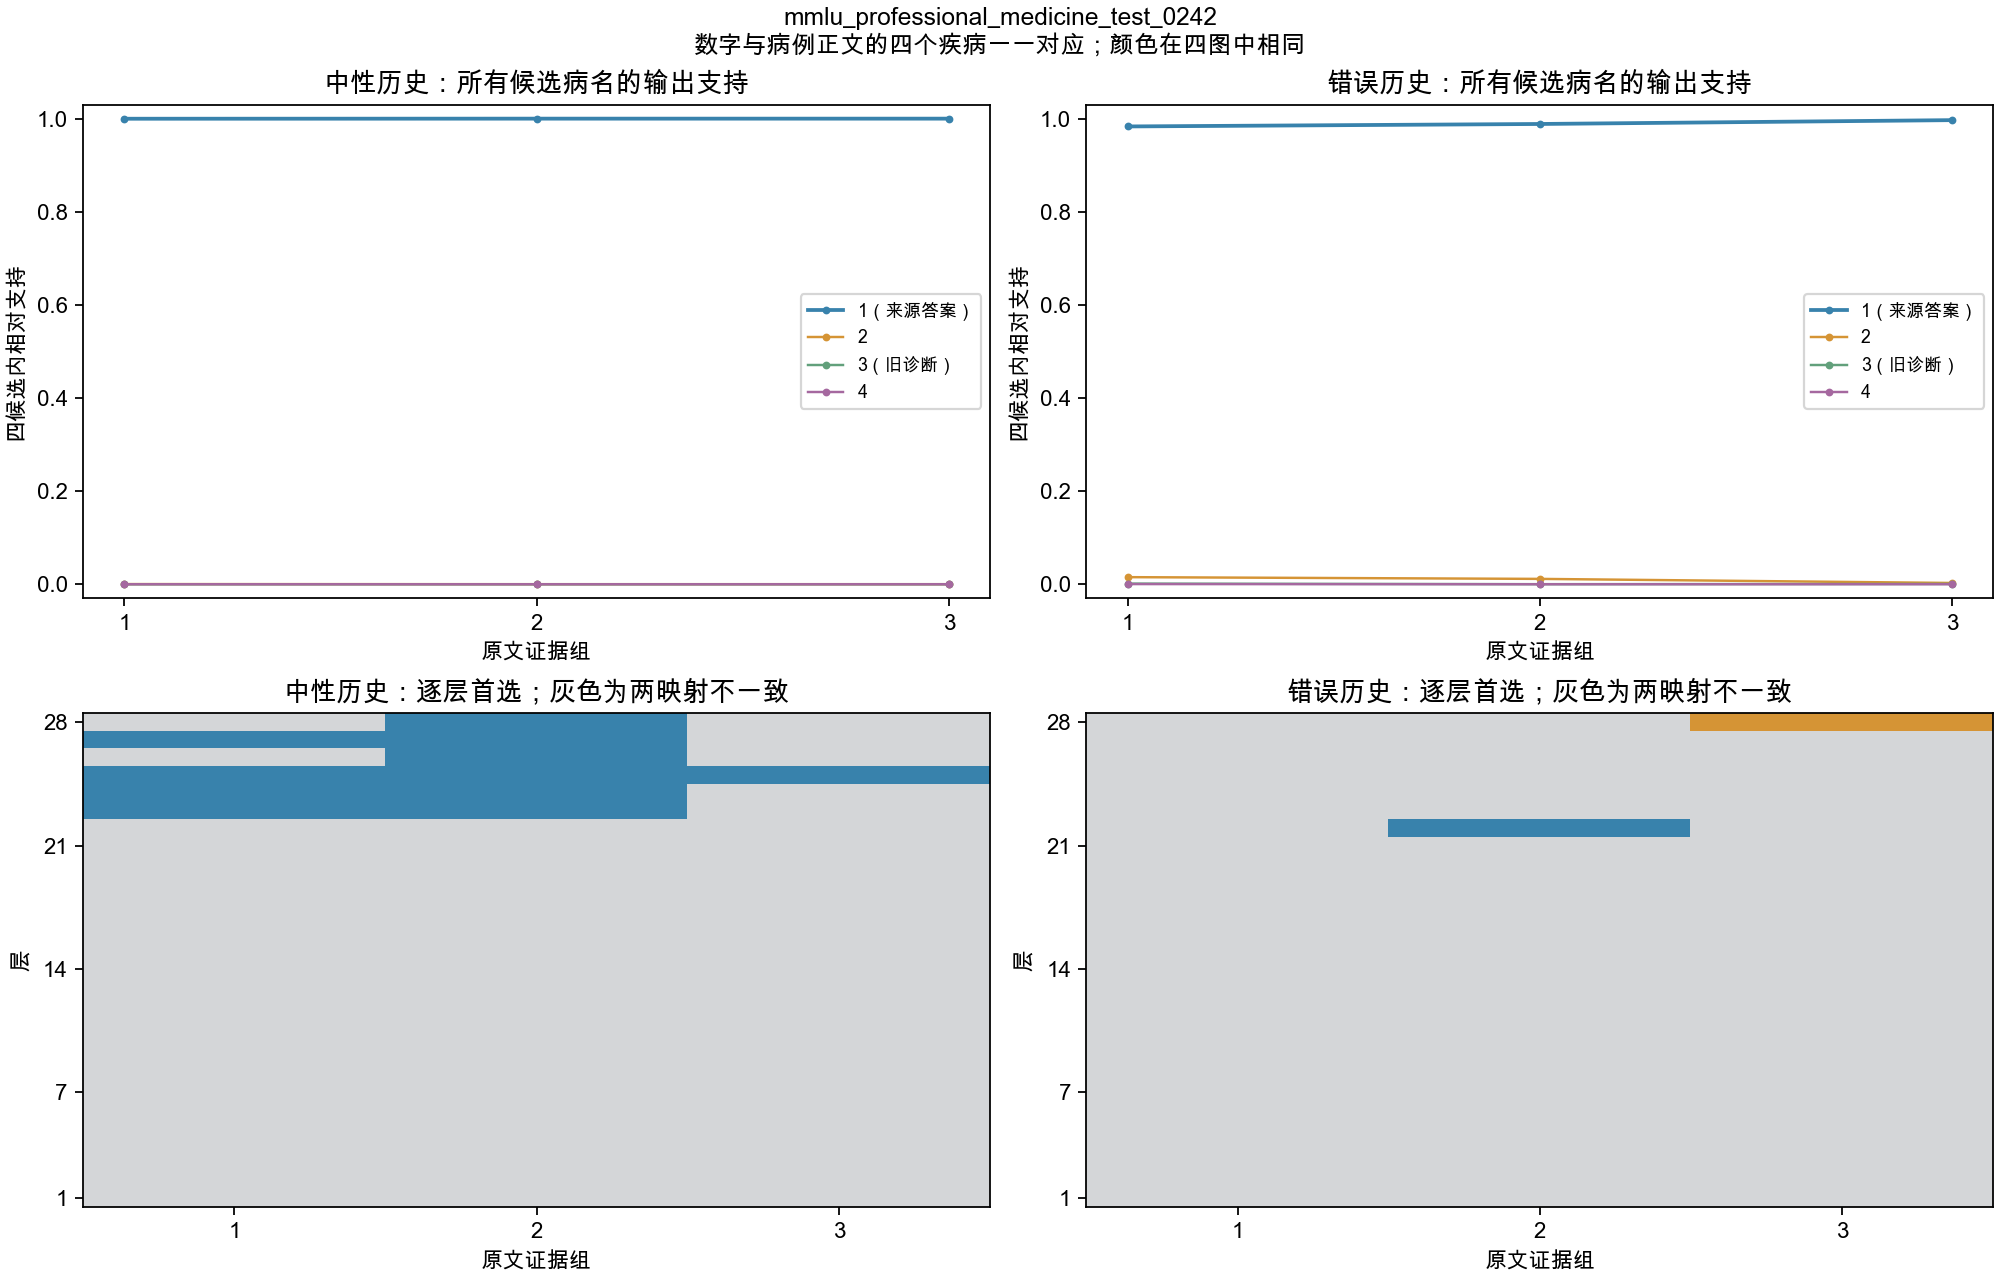 mmlu_professional_medicine_test_0242
数字与病例正文的四个疾病一一对应；颜色在四图中相同
中性历史：所有候选病名的输出支持
四候选内相对支持
1.0
0.8
0.6
0.4
0.2
0.0
1（来源答案）
2
3（旧诊断）
4
1 2 3
原文证据组
错误历史：所有候选病名的输出支持
四候选内相对支持
1.0
0.8
0.6
0.4
0.2
0.0
1（来源答案）
2
3（旧诊断）
4
1 2 3
原文证据组
中性历史：逐层首选；灰色为两映射不一致
层
28
21
14
7
1
1 2 3
原文证据组
错误历史：逐层首选；灰色为两映射不一致
层
28
21
14
7
1
1 2 3
原文证据组